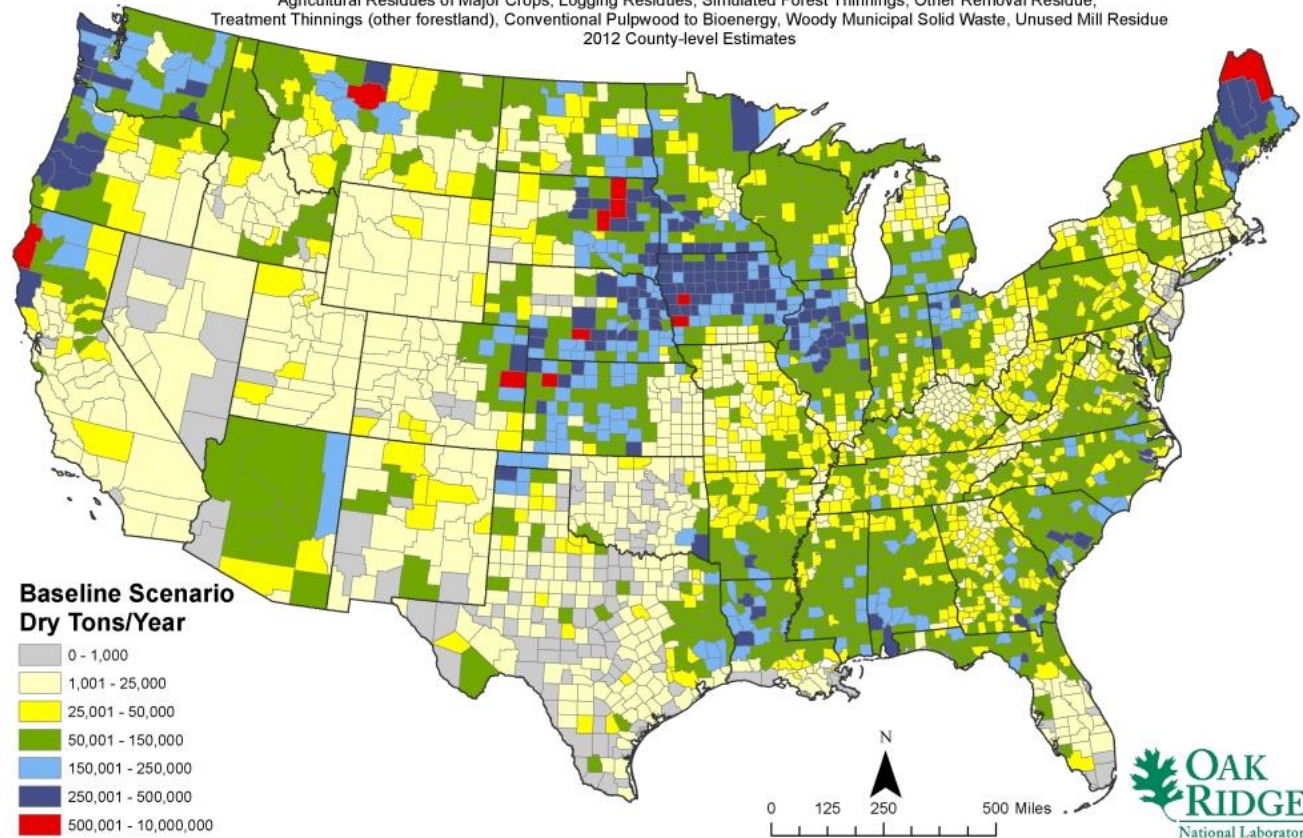 Agricultural Residues of Major Crops, Logging Residues, Simulated Forest Thinnings, Other Removal Residue,
Treatment Thinnings (other forestland), Conventional Pulpwood to Bioenergy, Woody Municipal Solid Waste, Unused Mill Residue
2012 County-level Estimates
Baseline Scenario
Dry Tons/Year
0 - 1,000
1,001 - 25,000
25,001 - 50,000
50,001 - 150,000
150,001 - 250,000
250,001 - 500,000
500,001 - 10,000,000
N
0 125 250 500 Miles
OAK
RIDGE
National Laborator